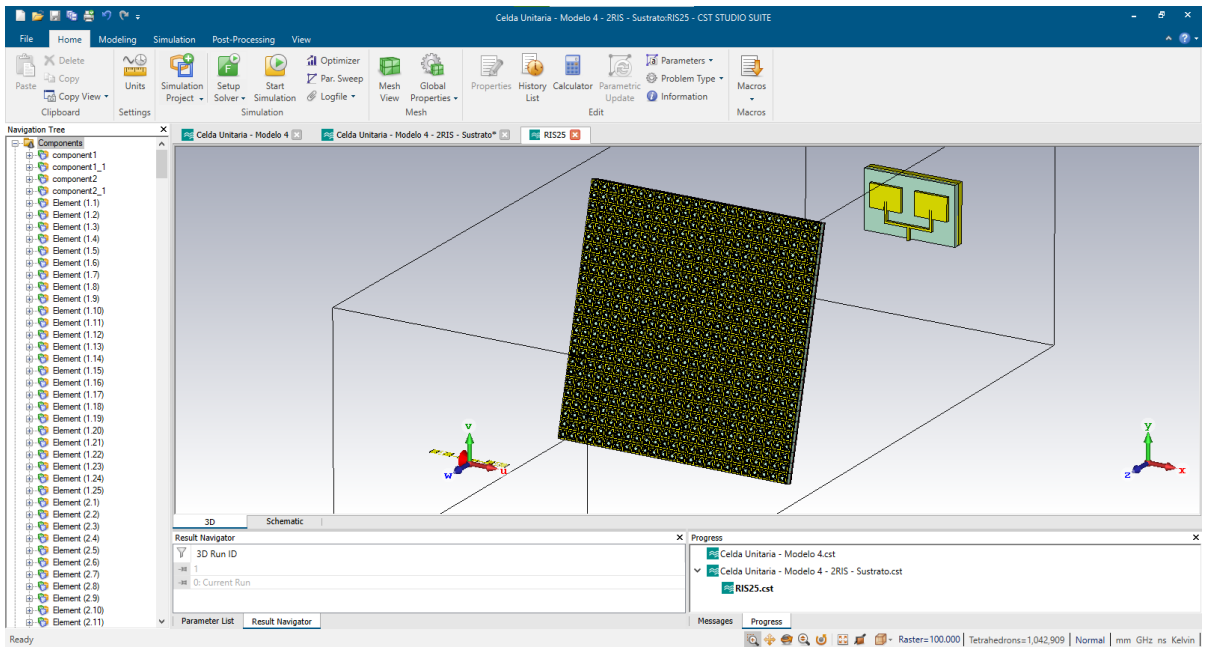 Celda Unitaria - Modelo 4 - 2RIS - Sustrato:RIS25 - CST STUDIO SUITE
File Home Modeling Simulation Post-Processing View
Paste
Delete
Copy
Copy View
Clipboard
Units
Settings
Simulation Project
Setup Solver
Start Simulation
Optimizer
Par. Sweep
Logfile
Simulation
Mesh View
Global Properties
Mesh
Properties
History List
Calculator
Parametric Update
Parameters
Problem Type
Information
Edit
Macros
Macros
Navigation Tree
Components
component1
component1_1
component2
component2_1
Element (1.1)
Element (1.2)
Element (1.3)
Element (1.4)
Element (1.5)
Element (1.6)
Element (1.7)
Element (1.8)
Element (1.9)
Element (1.10)
Element (1.11)
Element (1.12)
Element (1.13)
Element (1.14)
Element (1.15)
Element (1.16)
Element (1.17)
Element (1.18)
Element (1.19)
Element (1.20)
Element (1.21)
Element (1.22)
Element (1.23)
Element (1.24)
Element (1.25)
Element (2.1)
Element (2.2)
Element (2.3)
Element (2.4)
Element (2.5)
Element (2.6)
Element (2.7)
Element (2.8)
Element (2.9)
Element (2.10)
Element (2.11)
Celda Unitaria - Modelo 4
Celda Unitaria - Modelo 4 - 2RIS - Sustrato*
RIS25
v
u
w
y
x
z
3D Schematic
Result Navigator
3D Run ID
1
0: Current Run
Parameter List Result Navigator
Progress
Celda Unitaria - Modelo 4.cst
Celda Unitaria - Modelo 4 - 2RIS - Sustrato.cst
RIS25.cst
Messages Progress
Ready
Raster=100.000 Tetrahedrons=1,042,909 Normal mm GHz ns Kelvin